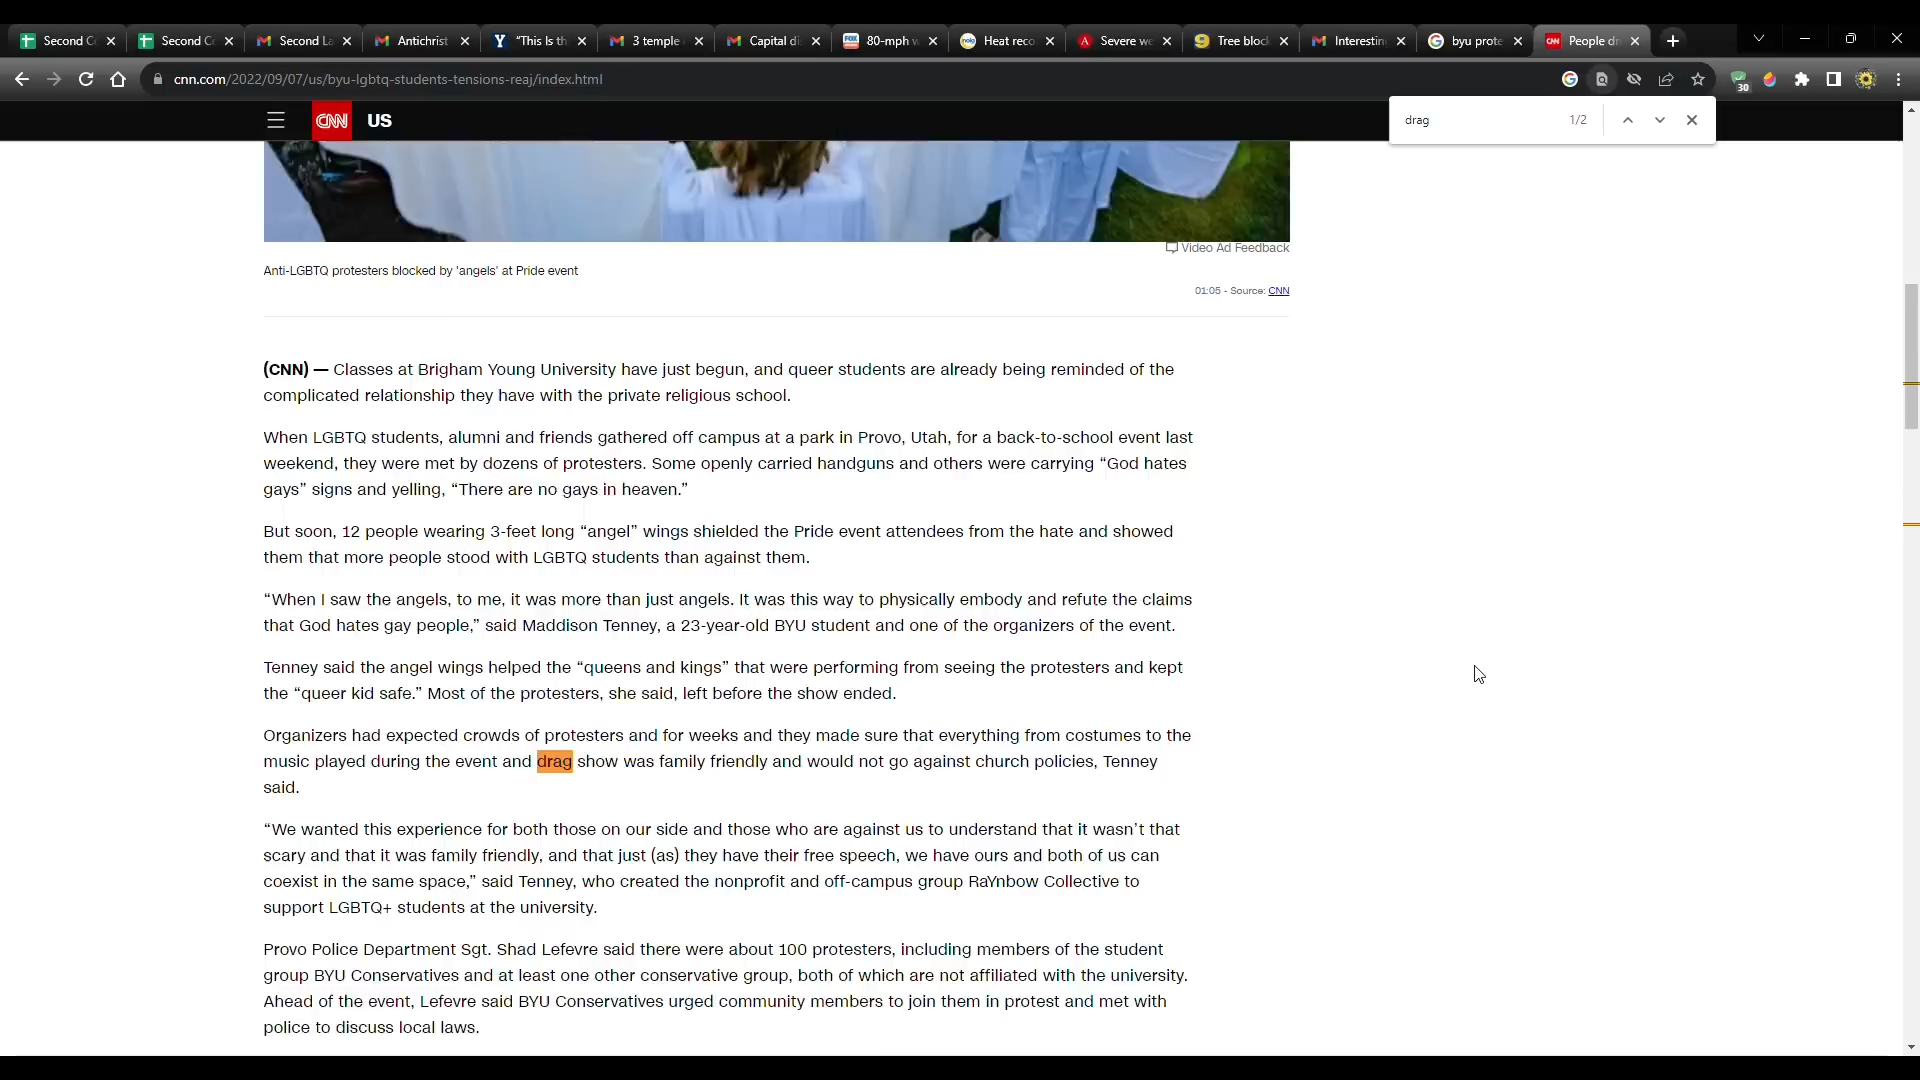 Second C
Second C
Second La
Antichrist
"This Is th
3 temple
Capital di
80-mph w
Heat reco
Severe we
Tree block
Interesting
byu prote
People dr
cnn.com/2022/09/07/us/byu-lgbtq-students-tensions-reaj/index.html
30
CNN US
drag 1/2
Video Ad Feedback
Anti-LGBTQ protesters blocked by 'angels' at Pride event
01:05 - Source: CNN
(CNN) — Classes at Brigham Young University have just begun, and queer students are already being reminded of the
complicated relationship they have with the private religious school.
When LGBTQ students, alumni and friends gathered off campus at a park in Provo, Utah, for a back-to-school event last
weekend, they were met by dozens of protesters. Some openly carried handguns and others were carrying “God hates
gays” signs and yelling, “There are no gays in heaven.”
But soon, 12 people wearing 3-feet long “angel” wings shielded the Pride event attendees from the hate and showed
them that more people stood with LGBTQ students than against them.
“When I saw the angels, to me, it was more than just angels. It was this way to physically embody and refute the claims
that God hates gay people,” said Maddison Tenney, a 23-year-old BYU student and one of the organizers of the event.
Tenney said the angel wings helped the “queens and kings” that were performing from seeing the protesters and kept
the “queer kid safe.” Most of the protesters, she said, left before the show ended.
Organizers had expected crowds of protesters and for weeks and they made sure that everything from costumes to the
music played during the event and drag show was family friendly and would not go against church policies, Tenney
said.
“We wanted this experience for both those on our side and those who are against us to understand that it wasn’t that
scary and that it was family friendly, and that just (as) they have their free speech, we have ours and both of us can
coexist in the same space,” said Tenney, who created the nonprofit and off-campus group RaYnbow Collective to
support LGBTQ+ students at the university.
Provo Police Department Sgt. Shad Lefevre said there were about 100 protesters, including members of the student
group BYU Conservatives and at least one other conservative group, both of which are not affiliated with the university.
Ahead of the event, Lefevre said BYU Conservatives urged community members to join them in protest and met with
police to discuss local laws.